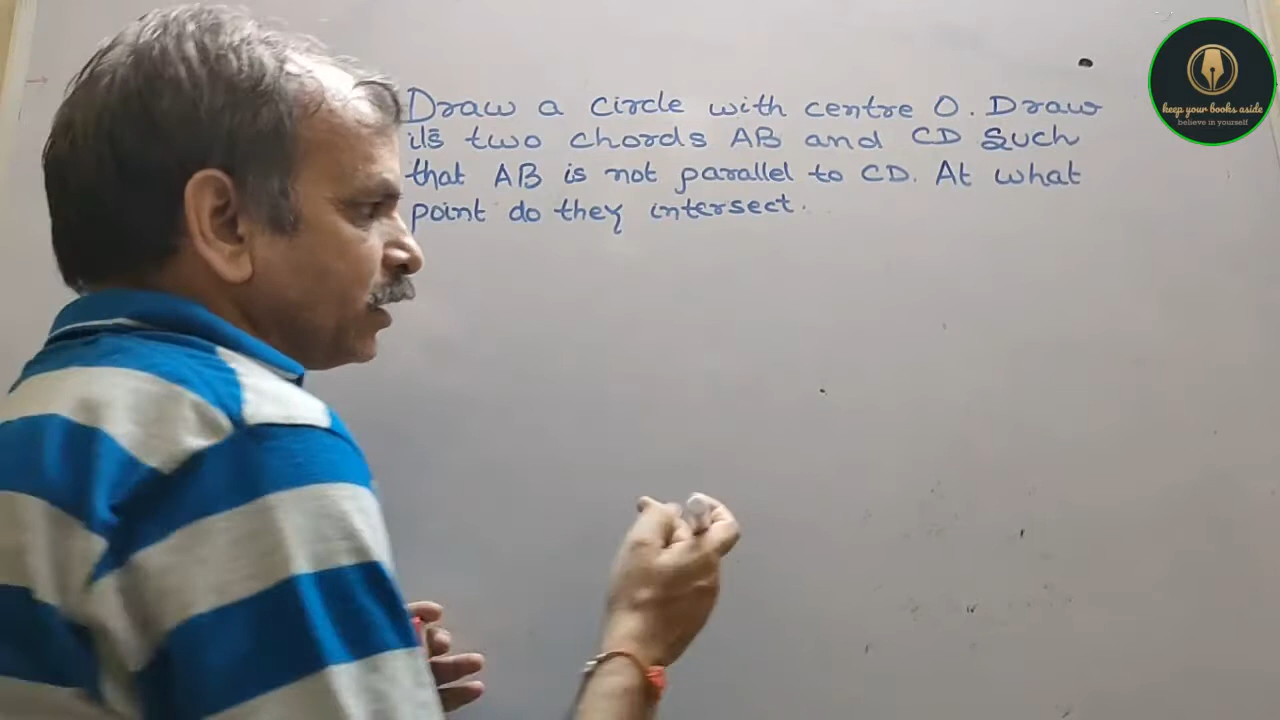 Draw a circle with centre O. Draw
its two chords AB and CD such
that AB is not parallel to CD. At what
point do they intersect.
keep your books aside
believe in yourself